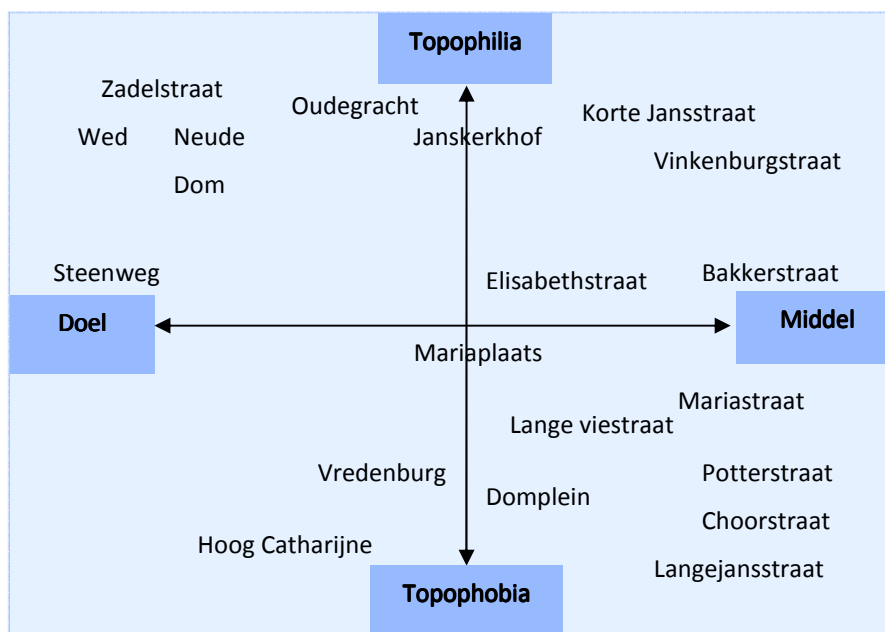 Topophilia
Zadelstraat
Oudegracht
Korte Jansstraat
Wed Neude Janskerkhof
Vinkenburgstraat
Dom
Steenweg Elisabethstraat Bakkerstraat
Doel Middel
Mariaplaats
Mariastraat
Lange viestraat
Vredenburg Potterstraat
Domplein
Choorstraat
Hoog Catharijne
Langejansstraat
Topophobia